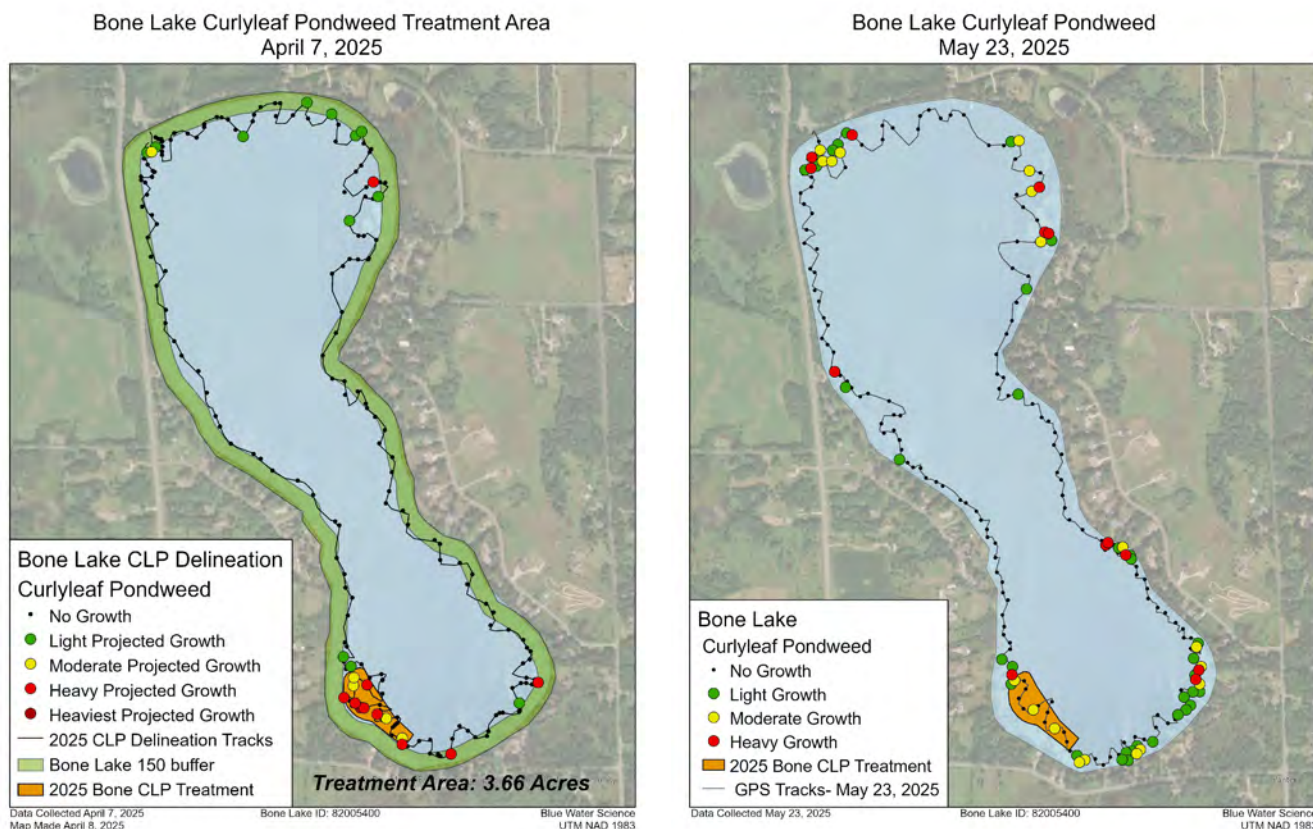 Bone Lake Curlyleaf Pondweed Treatment Area
April 7, 2025
Bone Lake CLP Delineation
Curlyleaf Pondweed
No Growth
Light Projected Growth
Moderate Projected Growth
Heavy Projected Growth
Heaviest Projected Growth
2025 CLP Delineation Tracks
Bone Lake 150 buffer
2025 Bone CLP Treatment
Treatment Area: 3.66 Acres
Data Collected April 7, 2025
Map Made April 8, 2025
Bone Lake ID: 82005400
Blue Water Science
UTM NAD 1983
Bone Lake Curlyleaf Pondweed
May 23, 2025
Bone Lake
Curlyleaf Pondweed
No Growth
Light Growth
Moderate Growth
Heavy Growth
2025 Bone CLP Treatment
GPS Tracks- May 23, 2025
Data Collected May 23, 2025
Bone Lake ID: 82005400
Blue Water Science
UTM NAD 1983